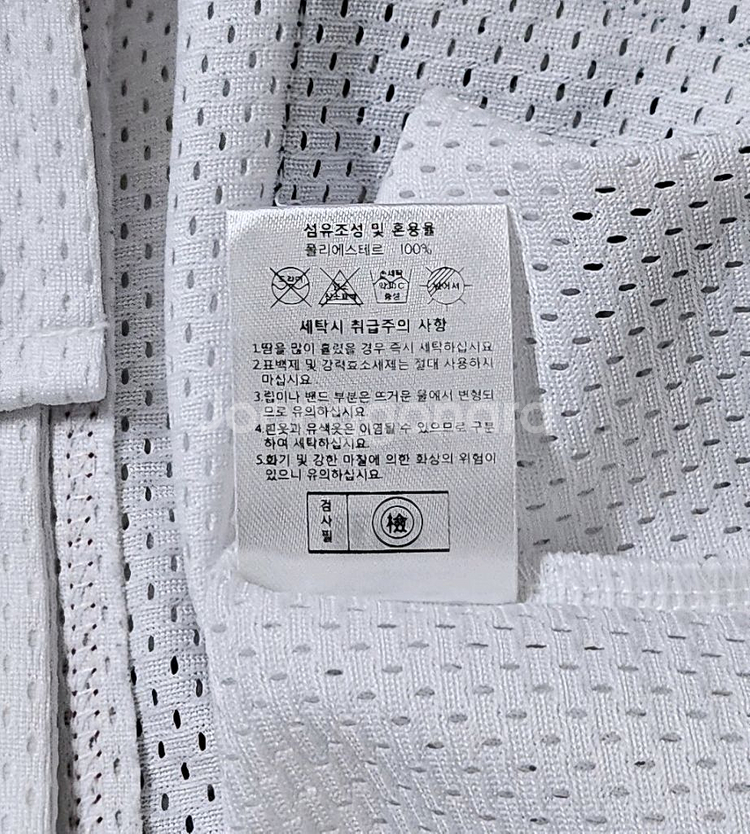 섬유조성 및 혼용율
폴리에스테르 100%
드라이
염소
산소표백
손세탁
약30℃
중성
뉘어서
세탁시 취급주의 사항
1.땀을 많이 흘렸을 경우 즉시 세탁하십시요
2.표백제 및 강력효소세제는 절대 사용하지
마십시요.
3.립이나 밴드 부분은 뜨거운 물에서 변형되
므로 유의하십시요
4.흰옷과 유색옷은 이염될 수 있으므로 구분
하여 세탁하십시요.
5.화기 및 강한 마찰에 의한 화상의 위험이
있으니 유의하십시요.
검사필
檢